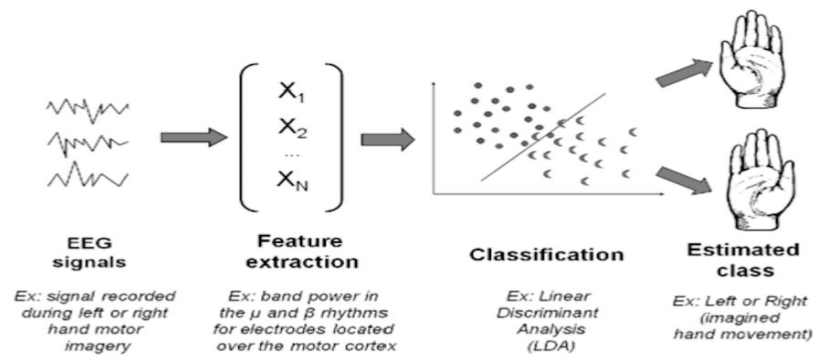 X1
X2
...
XN
EEG
signals
Ex: signal recorded
during left or right
hand motor
imagery
Feature
extraction
Ex: band power in
the μ and β rhythms
for electrodes located
over the motor cortex
Classification
Ex: Linear
Discriminant
Analysis
(LDA)
Estimated
class
Ex: Left or Right
(imagined
hand movement)